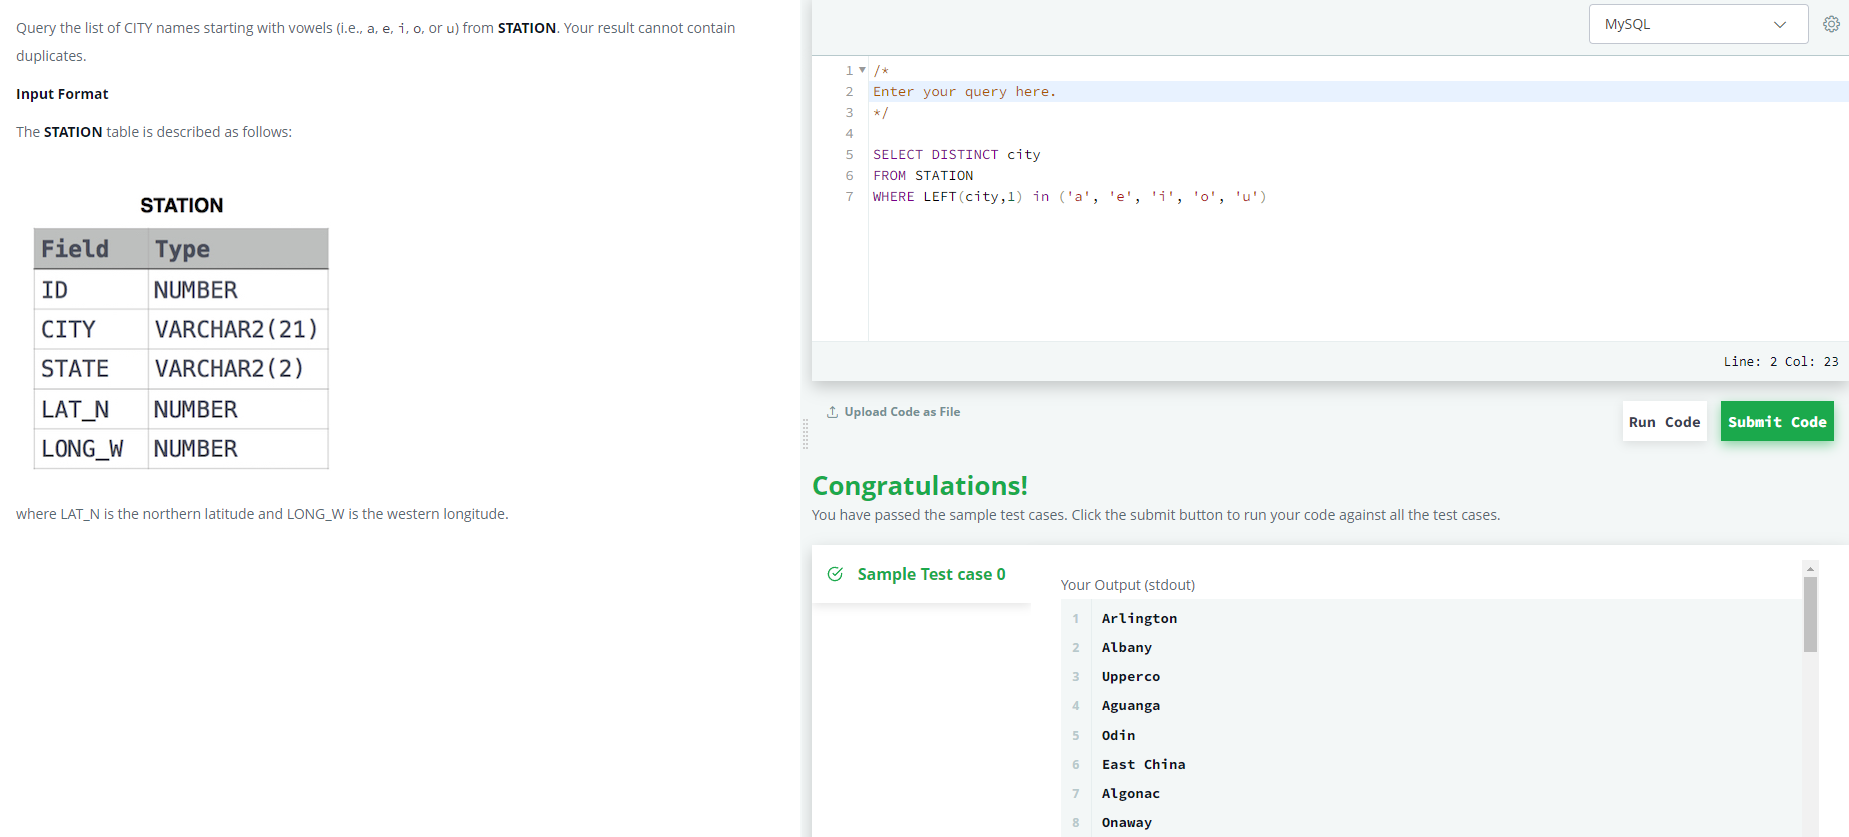 Query the list of CITY names starting with vowels (i.e., a, e, i, o, or u) from STATION. Your result cannot contain
duplicates.
Input Format
The STATION table is described as follows:
STATION
Field Type
ID NUMBER
CITY VARCHAR2(21)
STATE VARCHAR2(2)
LAT_N NUMBER
LONG_W NUMBER
where LAT_N is the northern latitude and LONG_W is the western longitude.
MySQL
1 /*
2 Enter your query here.
3 */
4
5 SELECT DISTINCT city
6 FROM STATION
7 WHERE LEFT(city,1) in ('a', 'e', 'i', 'o', 'u')
Line: 2 Col: 23
Upload Code as File
Run Code
Submit Code
Congratulations!
You have passed the sample test cases. Click the submit button to run your code against all the test cases.
Sample Test case 0
Your Output (stdout)
1 Arlington
2 Albany
3 Upperco
4 Aguanga
5 Odin
6 East China
7 Algonac
8 Onaway